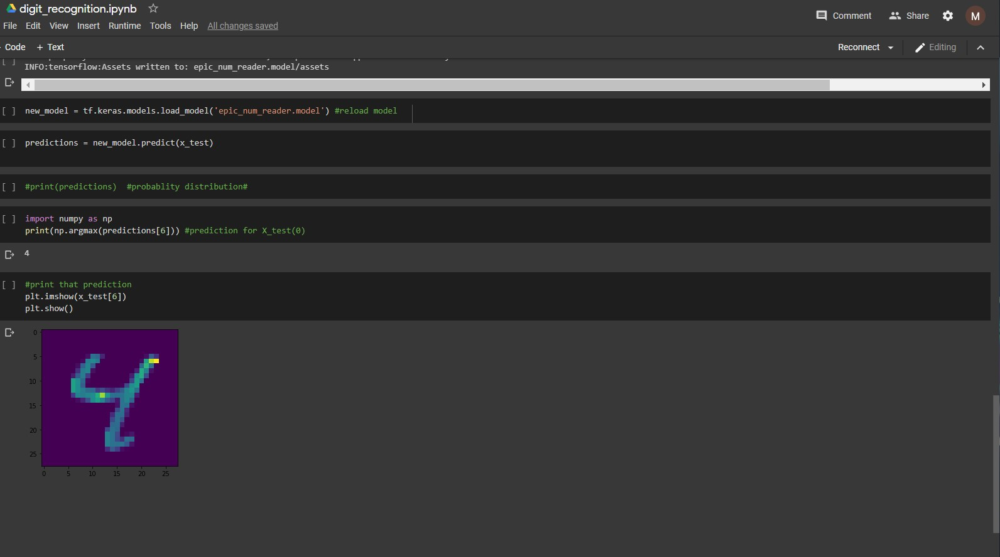 digit_recognition.ipynb
File Edit View Insert Runtime Tools Help All changes saved
Comment Share M
Code + Text
Reconnect Editing
[ ]
INFO:tensorflow:Assets written to: epic_num_reader.model/assets
[ ] new_model = tf.keras.models.load_model('epic_num_reader.model') #reload model
[ ] predictions = new_model.predict(x_test)
[ ] #print(predictions)  #probablity distribution#
[ ] import numpy as np
print(np.argmax(predictions[6])) #prediction for X_test(0)
4
[ ] #print that prediction
plt.imshow(x_test[6])
plt.show()
0
5
10
15
20
25
0 5 10 15 20 25
4